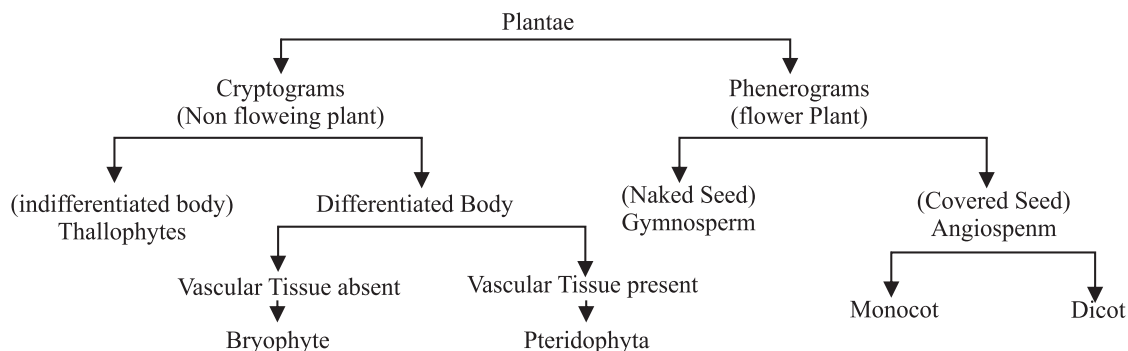 Plantae
Cryptograms
(Non floweing plant)
Phenerograms
(flower Plant)
(indifferentiated body)
Thallophytes
Differentiated Body
(Naked Seed)
Gymnosperm
(Covered Seed)
Angiospenm
Vascular Tissue absent
Vascular Tissue present
Monocot
Dicot
Bryophyte
Pteridophyta